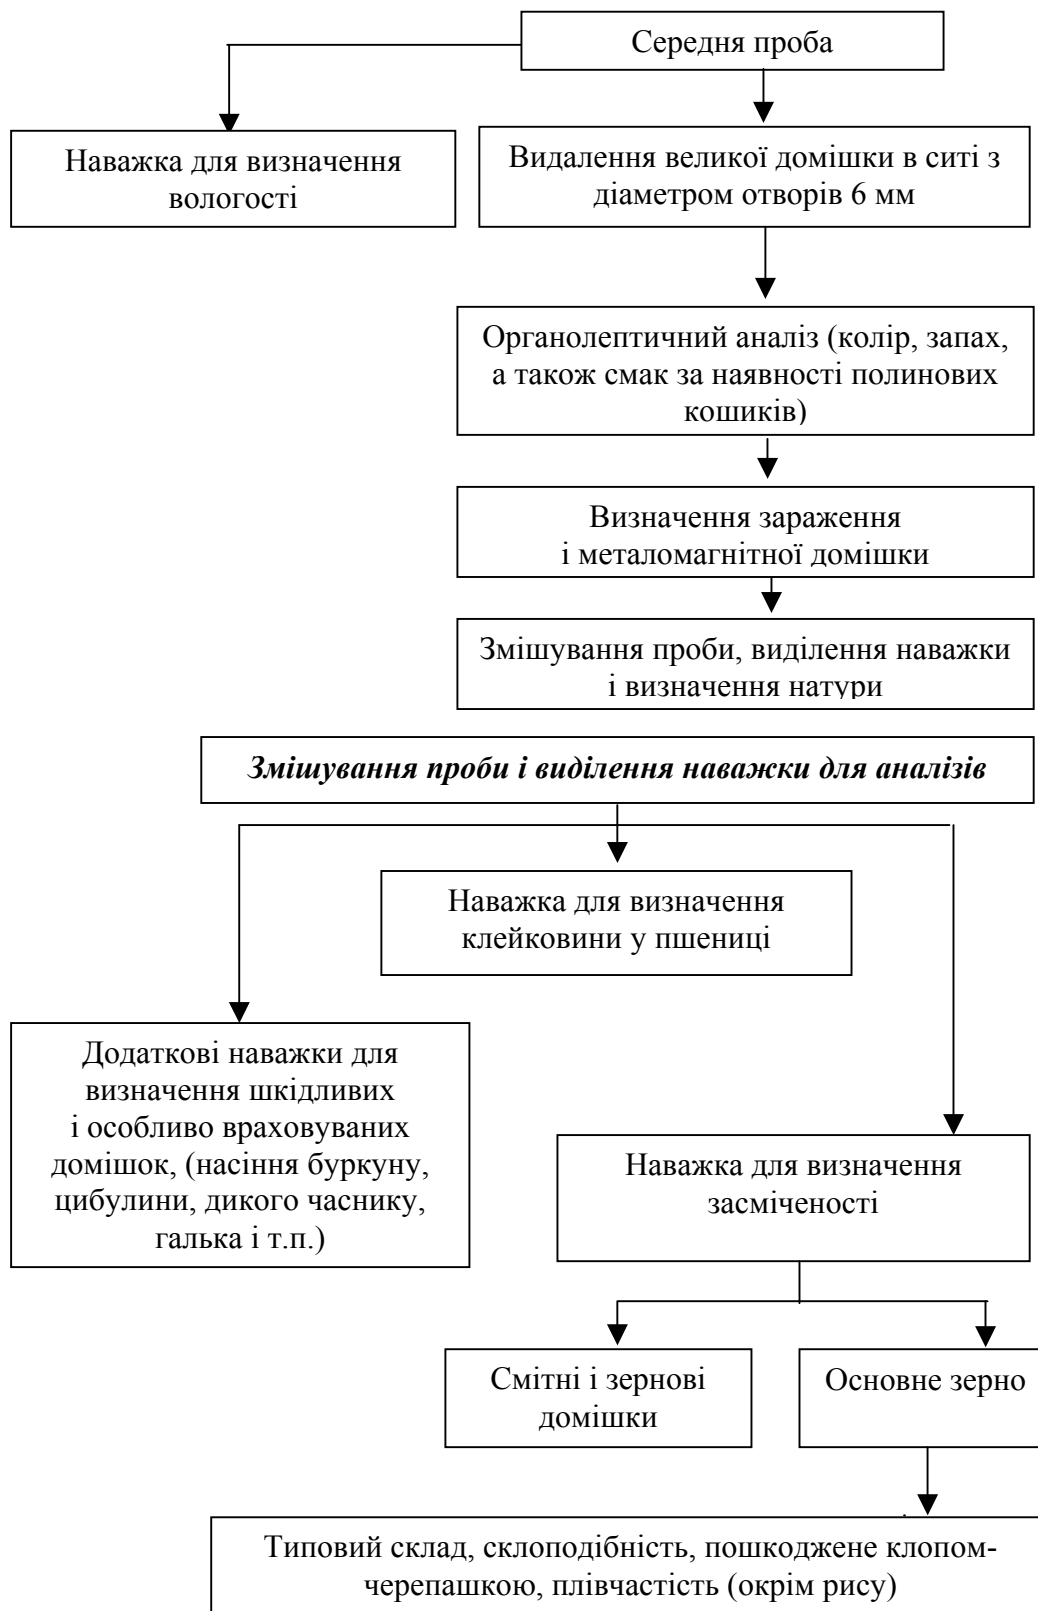 Середня проба
Наважка для визначення
вологості
Видалення великої домішки в ситі з
діаметром отворів 6 мм
Органолептичний аналіз (колір, запах,
а також смак за наявності полинових
кошиків)
Визначення зараження
і металомагнітної домішки
Змішування проби, виділення наважки
і визначення натури
Змішування проби і виділення наважки для аналізів
Наважка для визначення
клейковини у пшениці
Додаткові наважки для
визначення шкідливих
і особливо враховуваних
домішок, (насіння буркуну,
цибулини, дикого часнику,
галька і т.п.)
Наважка для визначення
засміченості
Смітні і зернові
домішки
Основне зерно
Типовий склад, склоподібність, пошкоджене клопом-
черепашкою, плівчастість (окрім рису)